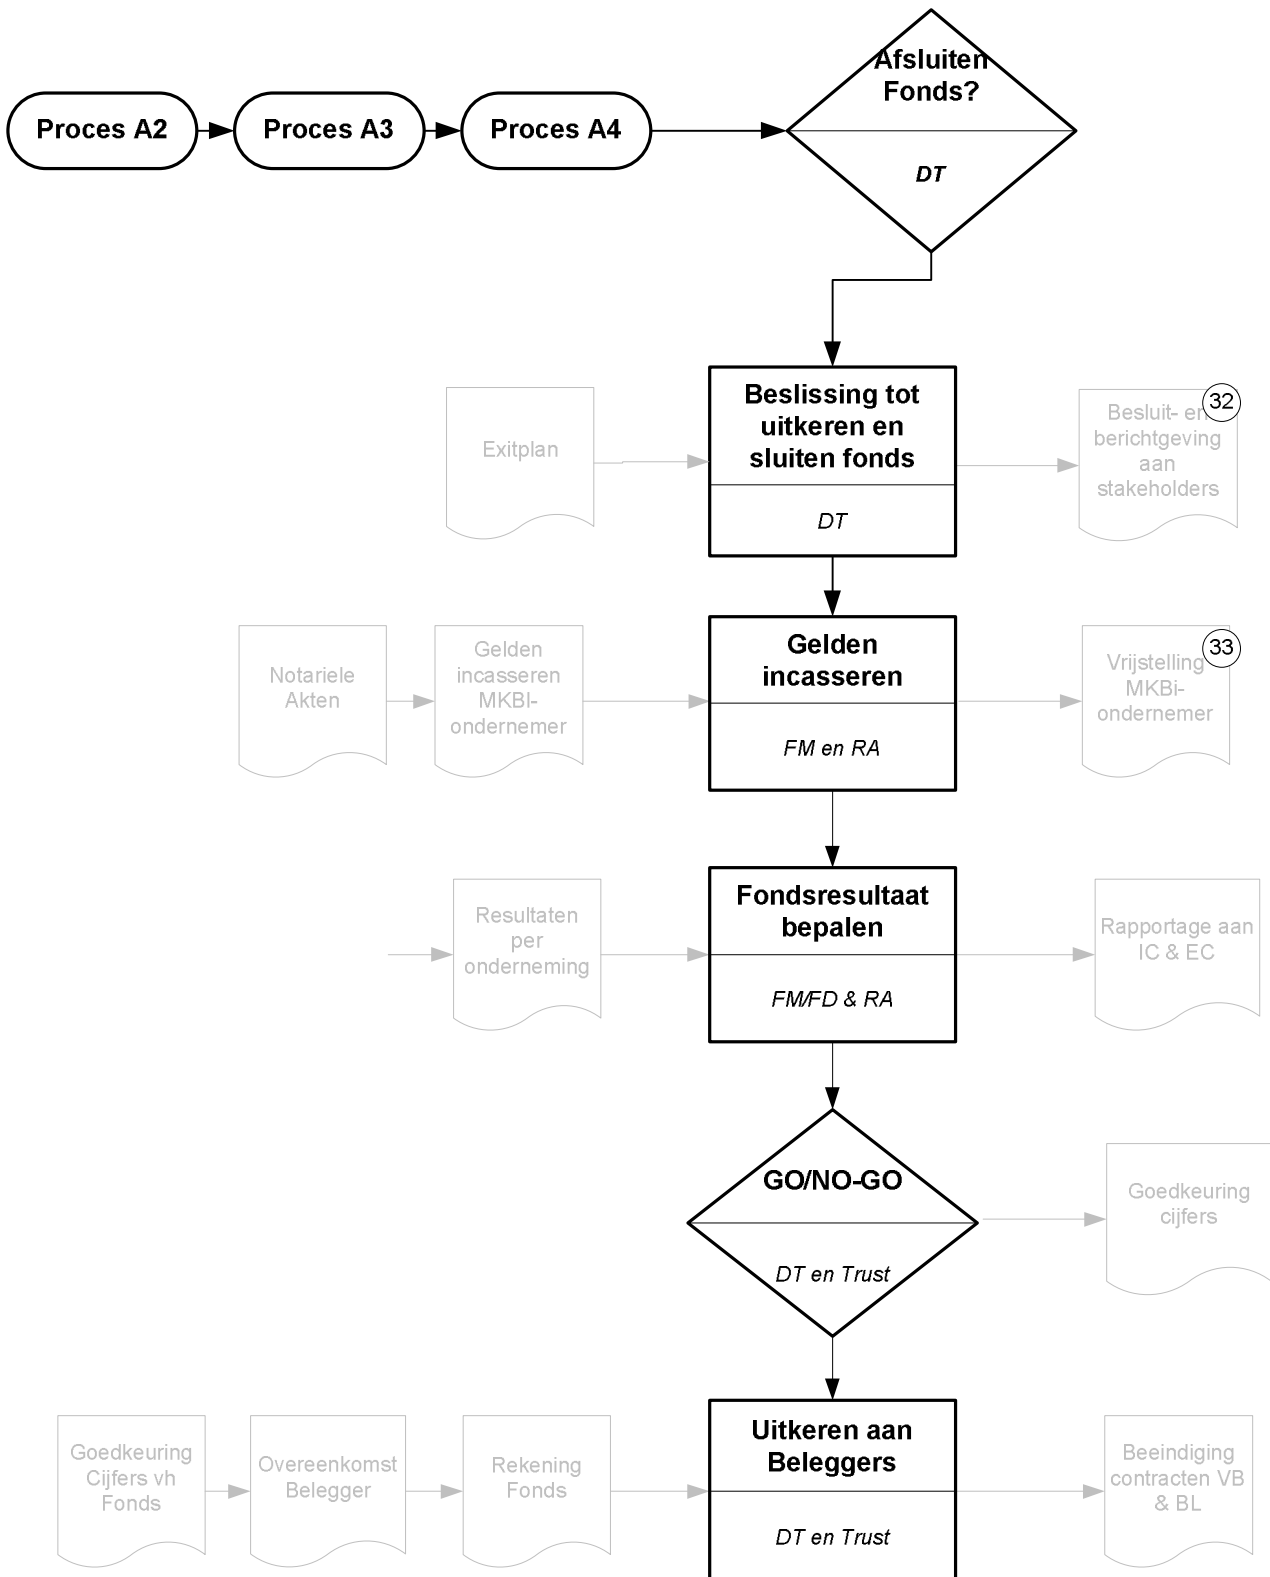 Proces A2
Proces A3
Proces A4
Afsluiten
Fonds?
DT
Exitplan
Beslissing tot
uitkeren en
sluiten fonds
DT
32
Besluit- en
berichtgeving
aan
stakeholders
Notariele
Akten
Gelden
incasseren
MKBI-
ondernemer
Gelden
incasseren
FM en RA
33
Vrijstelling
MKBi-
ondernemer
Resultaten
per
onderneming
Fondsresultaat
bepalen
FM/FD & RA
Rapportage aan
IC & EC
GO/NO-GO
DT en Trust
Goedkeuring
cijfers
Goedkeuring
Cijfers vh
Fonds
Overeenkomst
Belegger
Rekening
Fonds
Uitkeren aan
Beleggers
DT en Trust
Beeindiging
contracten VB
& BL